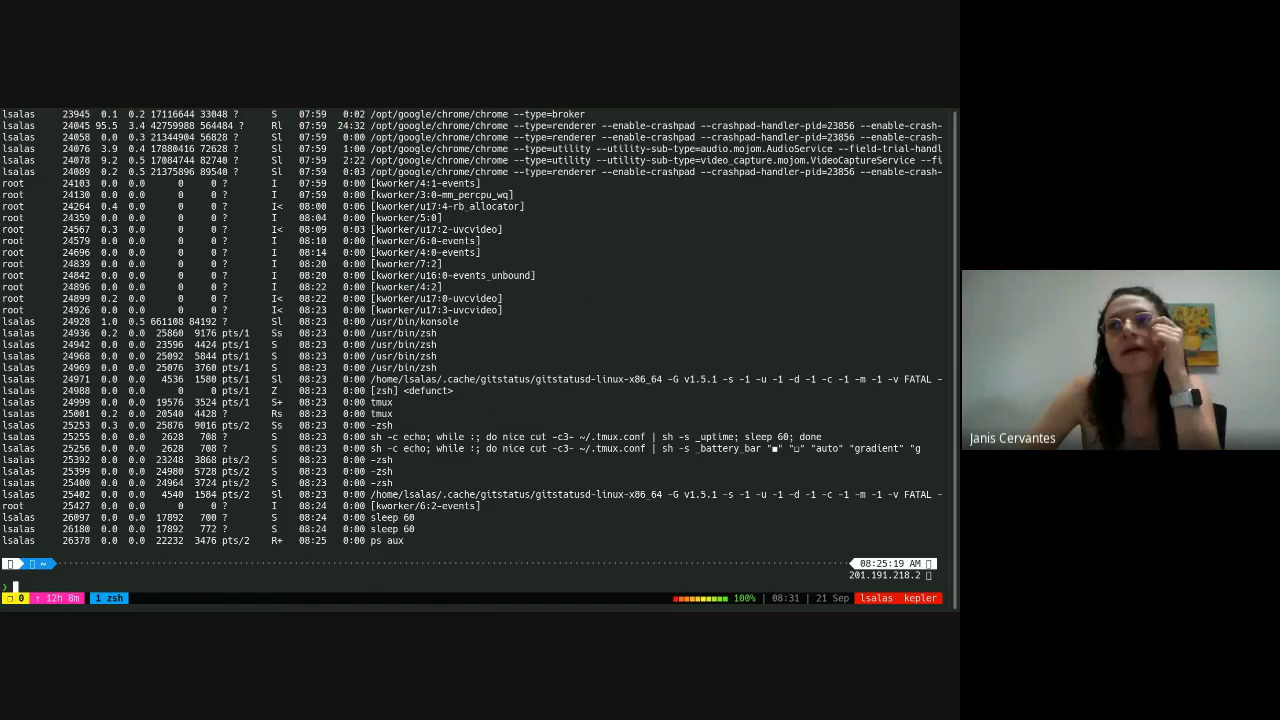 lsalas 23945 0.1 0.2 17116644 33048 ? S 07:59 0:02 /opt/google/chrome/chrome --type=broker
lsalas 24045 95.5 3.4 42759988 564484 ? Rl 07:59 24:32 /opt/google/chrome/chrome --type=renderer --enable-crashpad --crashpad-handler-pid=23856 --enable-crash-
lsalas 24058 0.0 0.3 21344904 56828 ? Sl 07:59 0:00 /opt/google/chrome/chrome --type=renderer --enable-crashpad --crashpad-handler-pid=23856 --enable-crash-
lsalas 24076 3.9 0.4 17880416 72628 ? Sl 07:59 1:00 /opt/google/chrome/chrome --type=utility --utility-sub-type=audio.mojom.AudioService --field-trial-handl
lsalas 24078 9.2 0.5 17084744 82740 ? Sl 07:59 2:22 /opt/google/chrome/chrome --type=utility --utility-sub-type=video_capture.mojom.VideoCaptureService --fi
lsalas 24089 0.2 0.5 21375896 89540 ? Sl 07:59 0:03 /opt/google/chrome/chrome --type=renderer --enable-crashpad --crashpad-handler-pid=23856 --enable-crash-
root 24103 0.0 0.0 0 0 ? I 07:59 0:00 [kworker/4:1-events]
root 24130 0.0 0.0 0 0 ? I 07:59 0:00 [kworker/3:0-mm_percpu_wq]
root 24264 0.4 0.0 0 0 ? I< 08:00 0:06 [kworker/u17:4-rb_allocator]
root 24359 0.0 0.0 0 0 ? I 08:04 0:00 [kworker/5:0]
root 24567 0.3 0.0 0 0 ? I< 08:09 0:03 [kworker/u17:2-uvcvideo]
root 24579 0.0 0.0 0 0 ? I 08:10 0:00 [kworker/6:0-events]
root 24696 0.0 0.0 0 0 ? I 08:14 0:00 [kworker/4:0-events]
root 24839 0.0 0.0 0 0 ? I 08:20 0:00 [kworker/7:2]
root 24842 0.0 0.0 0 0 ? I 08:20 0:00 [kworker/u16:0-events_unbound]
root 24896 0.0 0.0 0 0 ? I 08:22 0:00 [kworker/4:2]
root 24899 0.2 0.0 0 0 ? I< 08:22 0:00 [kworker/u17:0-uvcvideo]
root 24926 0.0 0.0 0 0 ? I< 08:23 0:00 [kworker/u17:3-uvcvideo]
lsalas 24928 1.0 0.5 661108 84192 ? Sl 08:23 0:00 /usr/bin/konsole
lsalas 24936 0.2 0.0 25860 9176 pts/1 Ss 08:23 0:00 /usr/bin/zsh
lsalas 24942 0.0 0.0 23596 4424 pts/1 S 08:23 0:00 /usr/bin/zsh
lsalas 24968 0.0 0.0 25092 5844 pts/1 S 08:23 0:00 /usr/bin/zsh
lsalas 24969 0.0 0.0 25076 3760 pts/1 S 08:23 0:00 /usr/bin/zsh
lsalas 24971 0.0 0.0 4536 1580 pts/1 Sl 08:23 0:00 /home/lsalas/.cache/gitstatus/gitstatusd-linux-x86_64 -G v1.5.1 -s -1 -u -1 -d -1 -c -1 -m -1 -v FATAL -
lsalas 24988 0.0 0.0 0 0 pts/1 Z 08:23 0:00 [zsh] <defunct>
lsalas 24999 0.0 0.0 19576 3524 pts/1 S+ 08:23 0:00 tmux
lsalas 25001 0.2 0.0 20540 4428 ? Rs 08:23 0:00 tmux
lsalas 25253 0.3 0.0 25876 9016 pts/2 Ss 08:23 0:00 -zsh
lsalas 25255 0.0 0.0 2628 708 ? S 08:23 0:00 sh -c echo; while :; do nice cut -c3- ~/.tmux.conf | sh -s _uptime; sleep 60; done
lsalas 25256 0.0 0.0 2628 708 ? S 08:23 0:00 sh -c echo; while :; do nice cut -c3- ~/.tmux.conf | sh -s _battery_bar "◼" "◻" "auto" "gradient" "g
lsalas 25392 0.0 0.0 23248 3868 pts/2 S 08:23 0:00 -zsh
lsalas 25399 0.0 0.0 24980 5728 pts/2 S 08:23 0:00 -zsh
lsalas 25400 0.0 0.0 24964 3724 pts/2 S 08:23 0:00 -zsh
lsalas 25402 0.0 0.0 4540 1584 pts/2 Sl 08:23 0:00 /home/lsalas/.cache/gitstatus/gitstatusd-linux-x86_64 -G v1.5.1 -s -1 -u -1 -d -1 -c -1 -m -1 -v FATAL -
root 25427 0.0 0.0 0 0 ? I 08:24 0:00 [kworker/6:2-events]
lsalas 26097 0.0 0.0 17892 700 ? S 08:24 0:00 sleep 60
lsalas 26180 0.0 0.0 17892 772 ? S 08:24 0:00 sleep 60
lsalas 26378 0.0 0.0 22232 3476 pts/2 R+ 08:25 0:00 ps aux
~ 08:25:19 AM
201.191.218.2
❯
❐ 0 ↑ 12h 8m 1 zsh 100% | 08:31 | 21 Sep lsalas kepler
Janis Cervantes